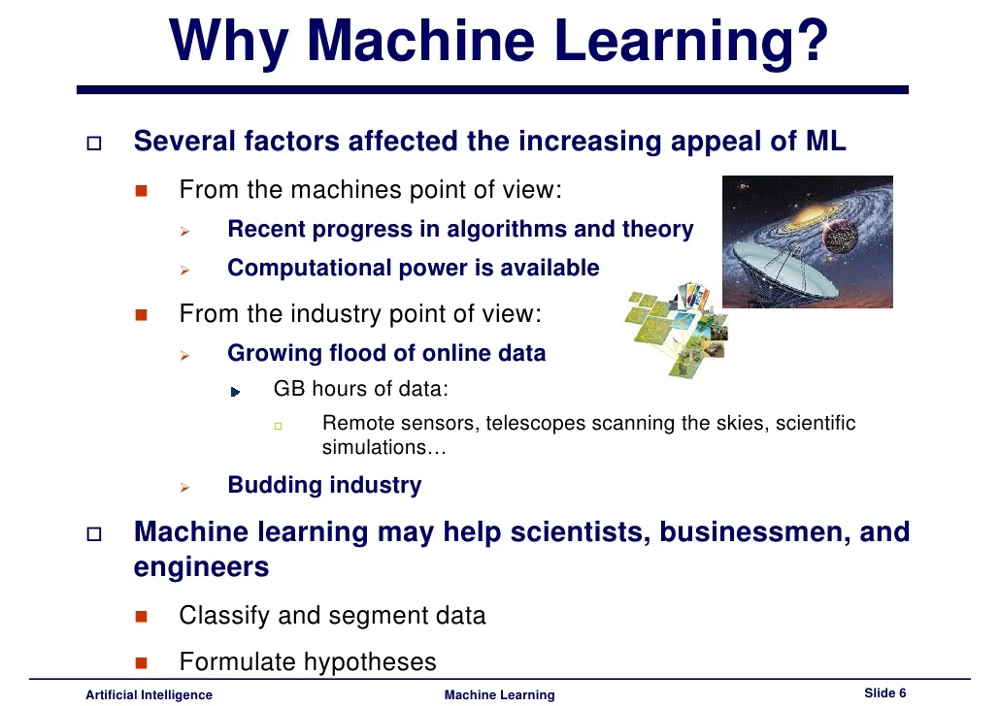 Why Machine Learning?
Several factors affected the increasing appeal of ML
From the machines point of view:
Recent progress in algorithms and theory
Computational power is available
From the industry point of view:
Growing flood of online data
GB hours of data:
Remote sensors, telescopes scanning the skies, scientific
simulations…
Budding industry
Machine learning may help scientists, businessmen, and
engineers
Classify and segment data
Formulate hypotheses
Artificial Intelligence
Machine Learning
Slide 6